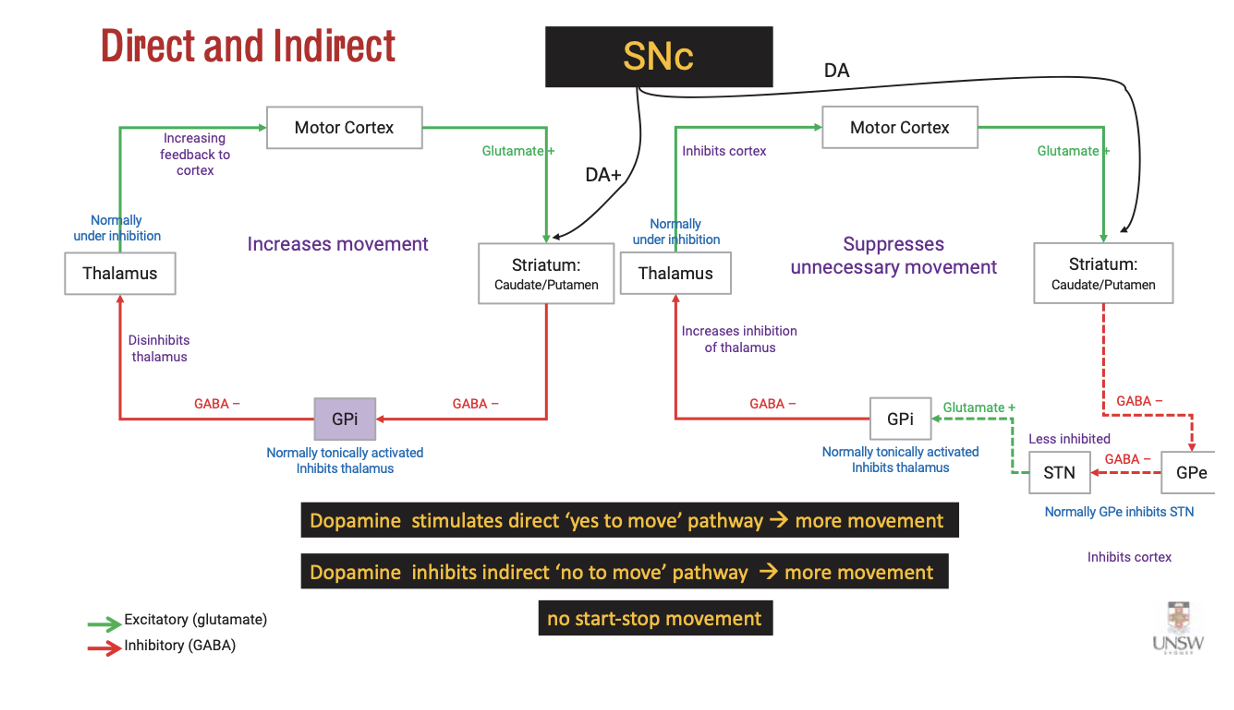 Direct and Indirect
SNc
DA
Motor Cortex
Increasing
feedback to
cortex
Glutamate +
DA+
Normally
under inhibition
Increases movement
Thalamus
Striatum:
Caudate/Putamen
Disinhibits
thalamus
GABA –
GPi
GABA –
Normally tonically activated
Inhibits thalamus
Motor Cortex
Inhibits cortex
Glutamate +
Normally
under inhibition
Suppresses
unnecessary movement
Thalamus
Striatum:
Caudate/Putamen
Increases inhibition
of thalamus
GABA –
GPi
Glutamate +
GABA –
Normally tonically activated
Inhibits thalamus
Less inhibited
STN
GABA –
GPe
Normally GPe inhibits STN
Inhibits cortex
Dopamine stimulates direct ‘yes to move’ pathway → more movement
Dopamine inhibits indirect ‘no to move’ pathway → more movement
no start-stop movement
Excitatory (glutamate)
Inhibitory (GABA)
UNSW
SYDNEY